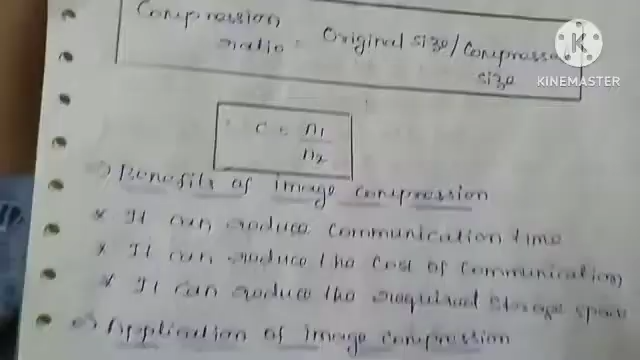 Compression
ratio = Original size/Compressed
size
KINEMASTER
C = n1
n2
Benefits of image compression
* It can reduce communication time
* It can reduce the cost of communication
* It can reduce the required storage space
Application of image compression